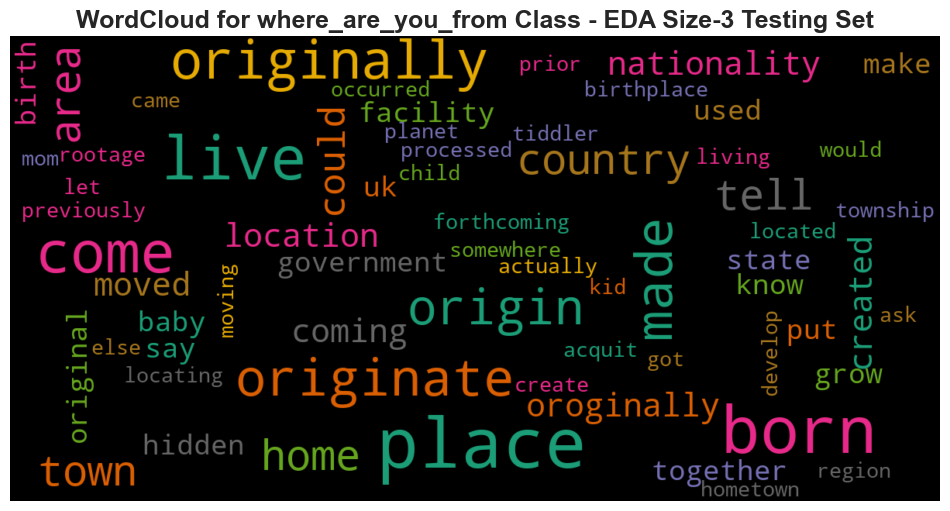 WordCloud for where_are_you_from Class - EDA Size-3 Testing Set
birth
area
originally
prior
nationality
make
came
occurred
birthplace
facility
used
could
planet
tiddler
live
processed
country
living
would
mom
rootage
child
let
uk
tell
previously
township
forthcoming
located
come
location
somewhere
made
government
actually
state
created
moved
moving
kid
know
origin
baby
coming
put
ask
original
else
say
acquit
got
develop
locating
originate
create
grow
oroginally
born
hidden
home
place
town
together
region
hometown